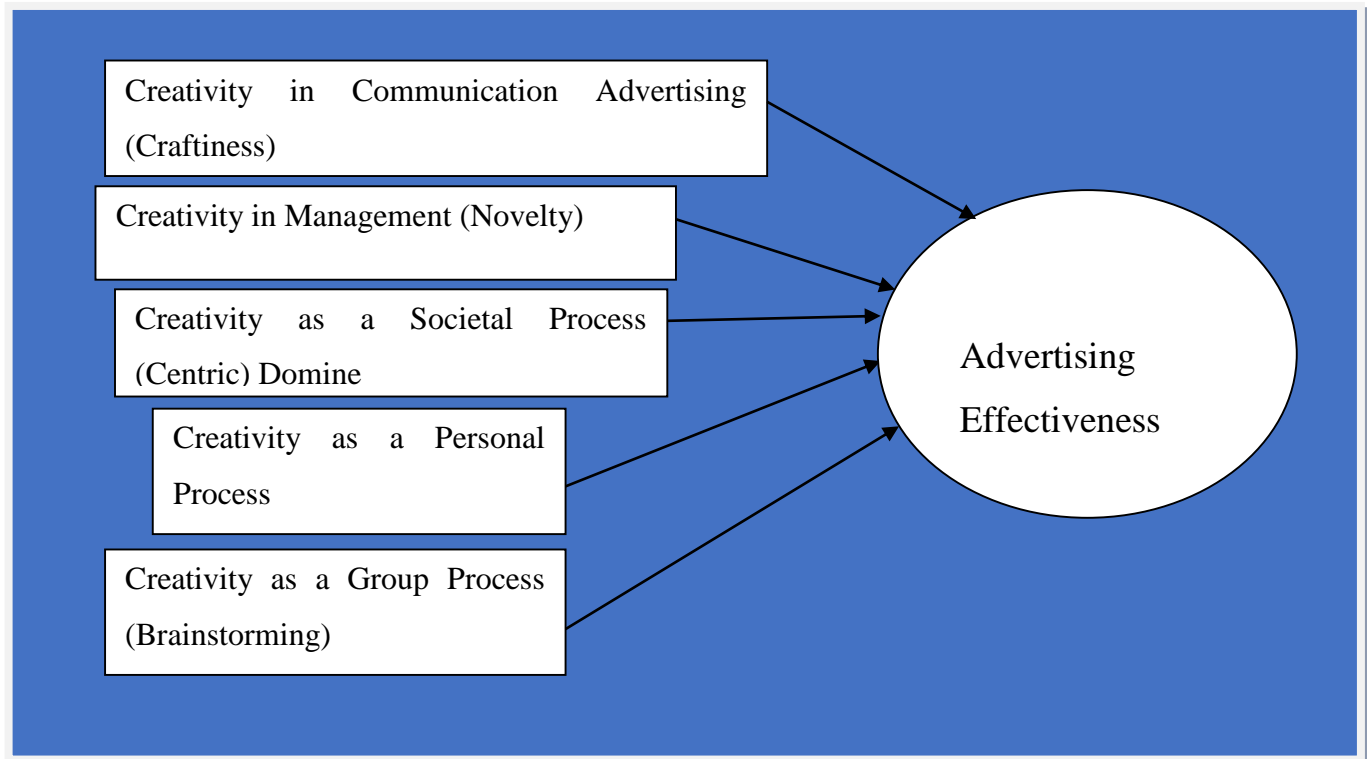 Creativity in Communication Advertising
(Craftiness)
Creativity in Management (Novelty)
Creativity as a Societal Process
(Centric) Domine
Creativity as a Personal
Process
Creativity as a Group Process
(Brainstorming)
Advertising
Effectiveness